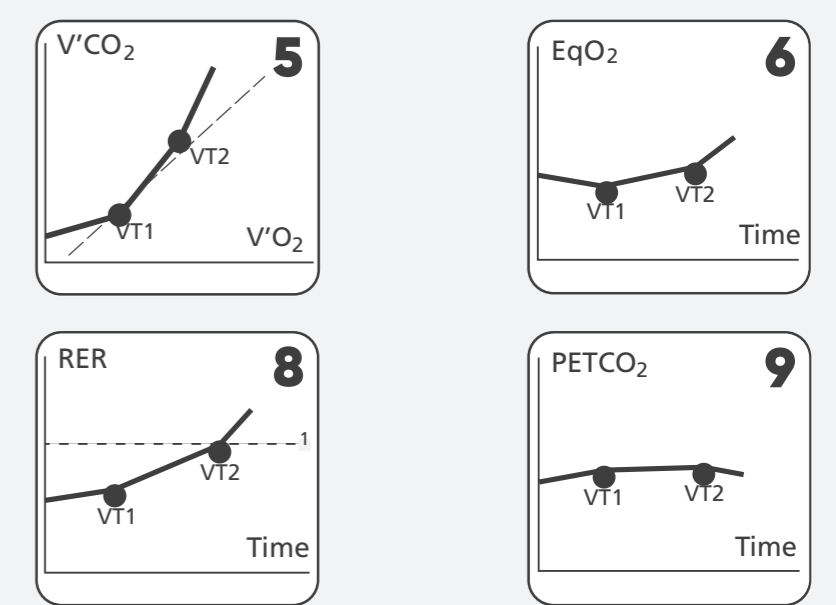 V'CO₂ 5
VT2
VT1
V'O₂
EqO₂ 6
VT1
VT2
Time
RER 8
1
VT2
VT1
Time
PETCO₂ 9
VT1
VT2
Time